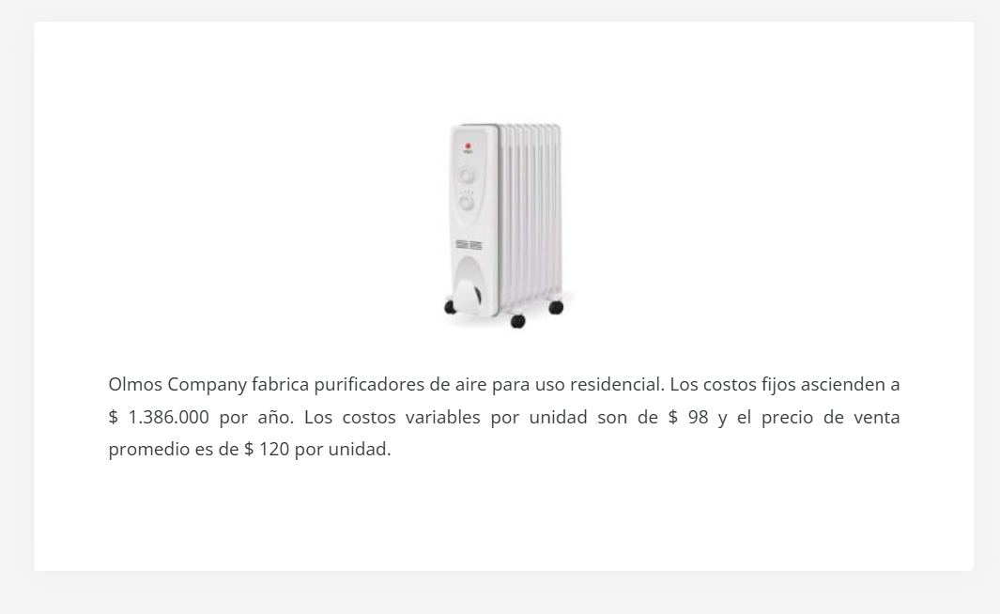 Olmos Company fabrica purificadores de aire para uso residencial. Los costos fijos ascienden a
$ 1.386.000 por año. Los costos variables por unidad son de $ 98 y el precio de venta
promedio es de $ 120 por unidad.